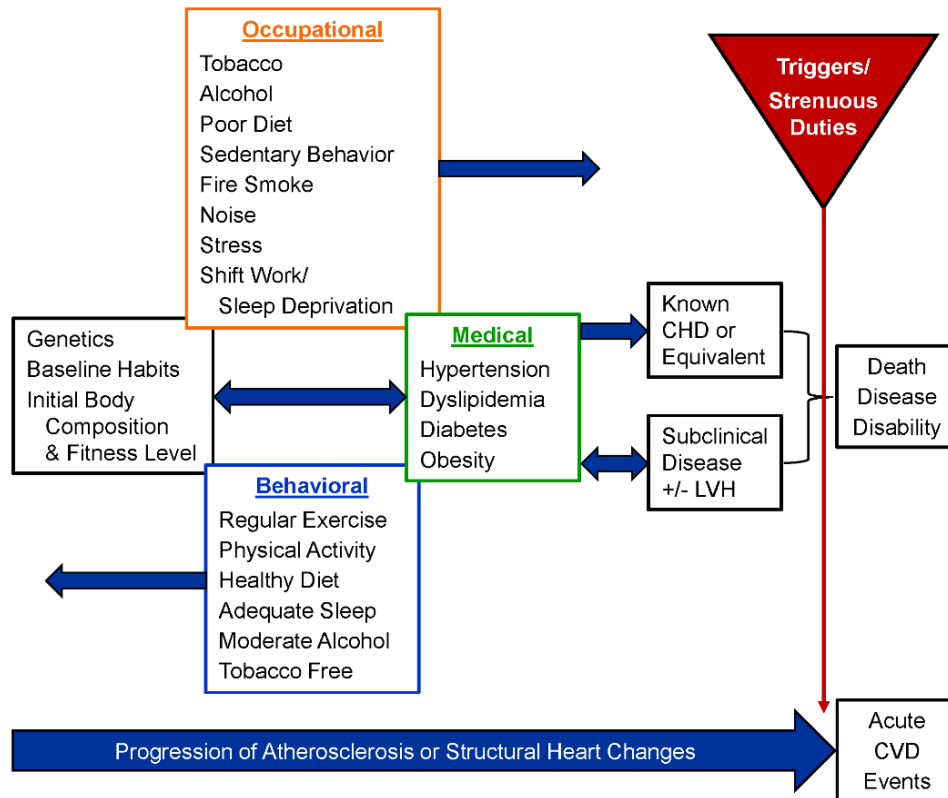 Occupational
Tobacco
Alcohol
Poor Diet
Sedentary Behavior
Fire Smoke
Noise
Stress
Shift Work/
Sleep Deprivation
Triggers/
Strenuous
Duties
Genetics
Baseline Habits
Initial Body
Composition
& Fitness Level
Medical
Hypertension
Dyslipidemia
Diabetes
Obesity
Known
CHD or
Equivalent
Subclinical
Disease
+/- LVH
Death
Disease
Disability
Behavioral
Regular Exercise
Physical Activity
Healthy Diet
Adequate Sleep
Moderate Alcohol
Tobacco Free
Progression of Atherosclerosis or Structural Heart Changes
Acute
CVD
Events